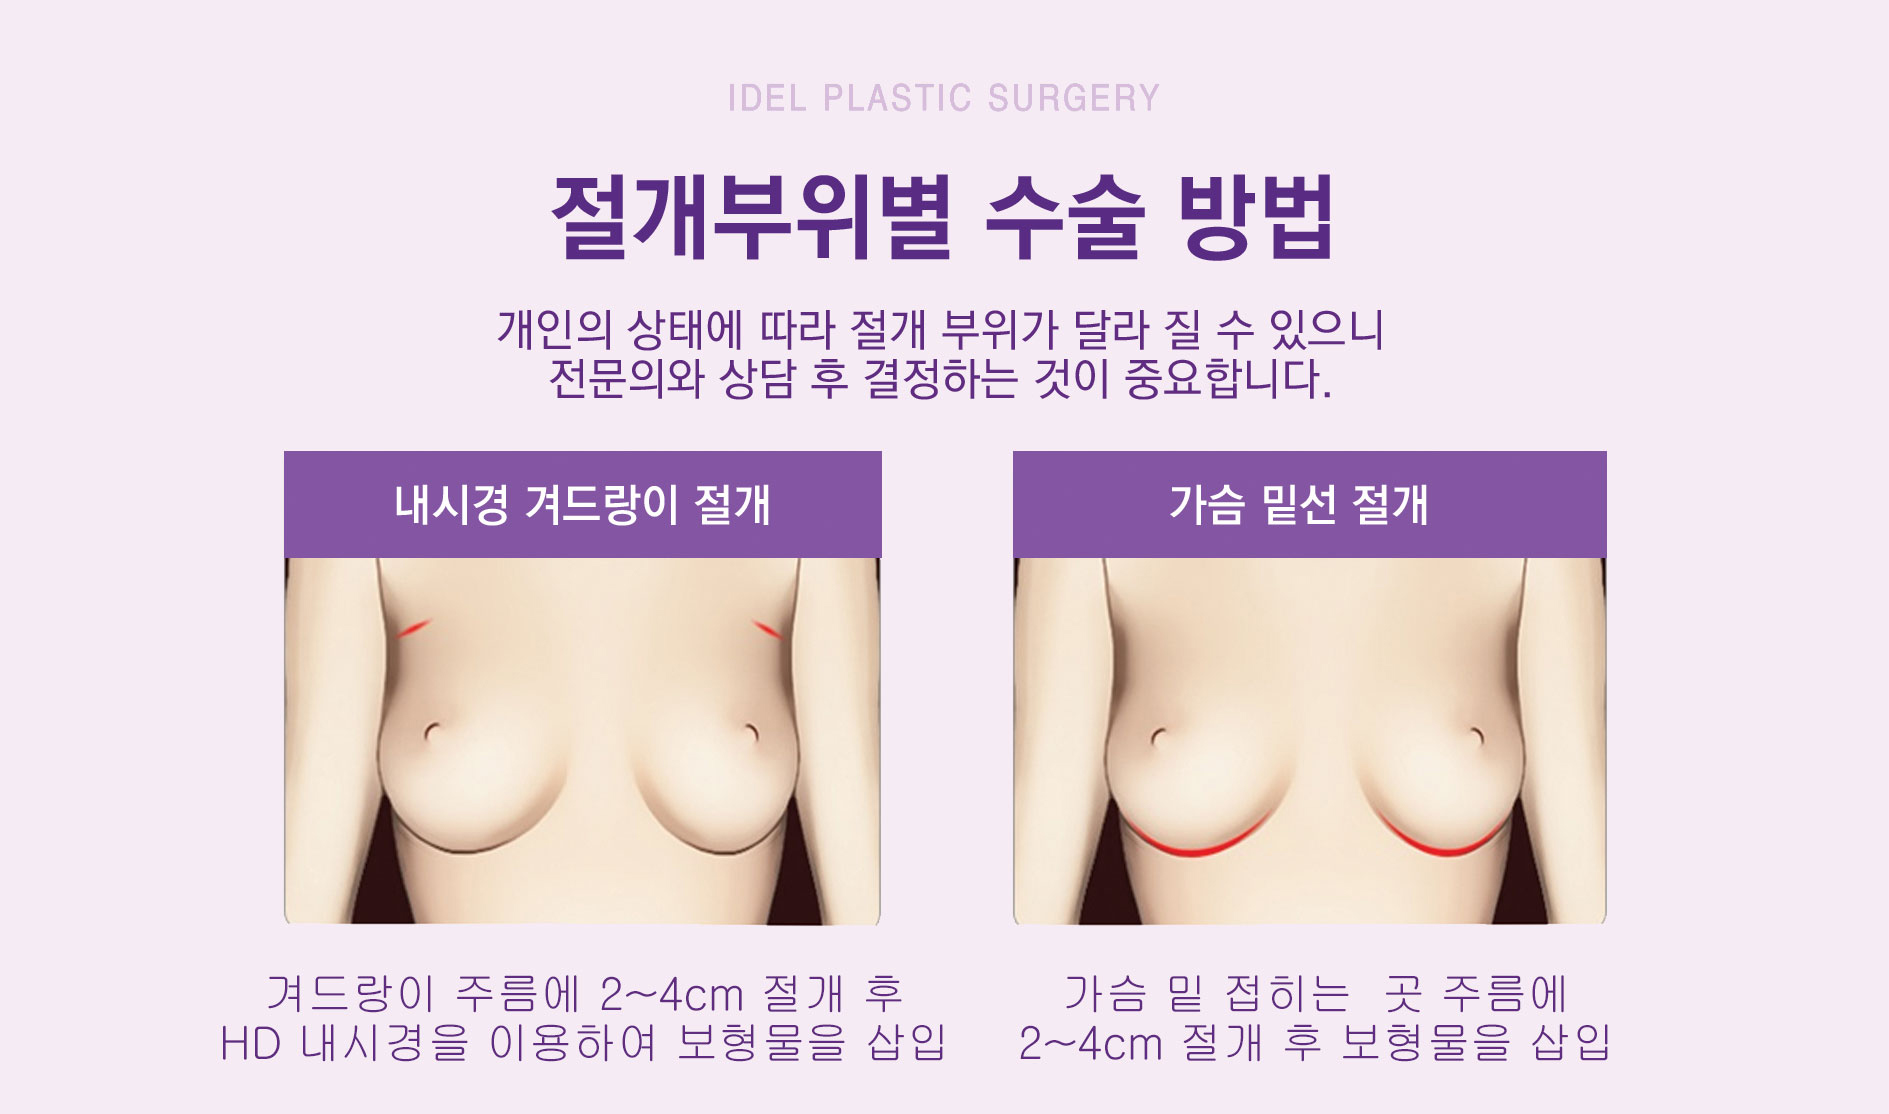 IDEL PLASTIC SURGERY
절개부위별 수술 방법
개인의 상태에 따라 절개 부위가 달라 질 수 있으니
전문의와 상담 후 결정하는 것이 중요합니다.
내시경 겨드랑이 절개
겨드랑이 주름에 2~4cm 절개 후
HD 내시경을 이용하여 보형물을 삽입
가슴 밑선 절개
가슴 밑 접히는 곳 주름에
2~4cm 절개 후 보형물을 삽입